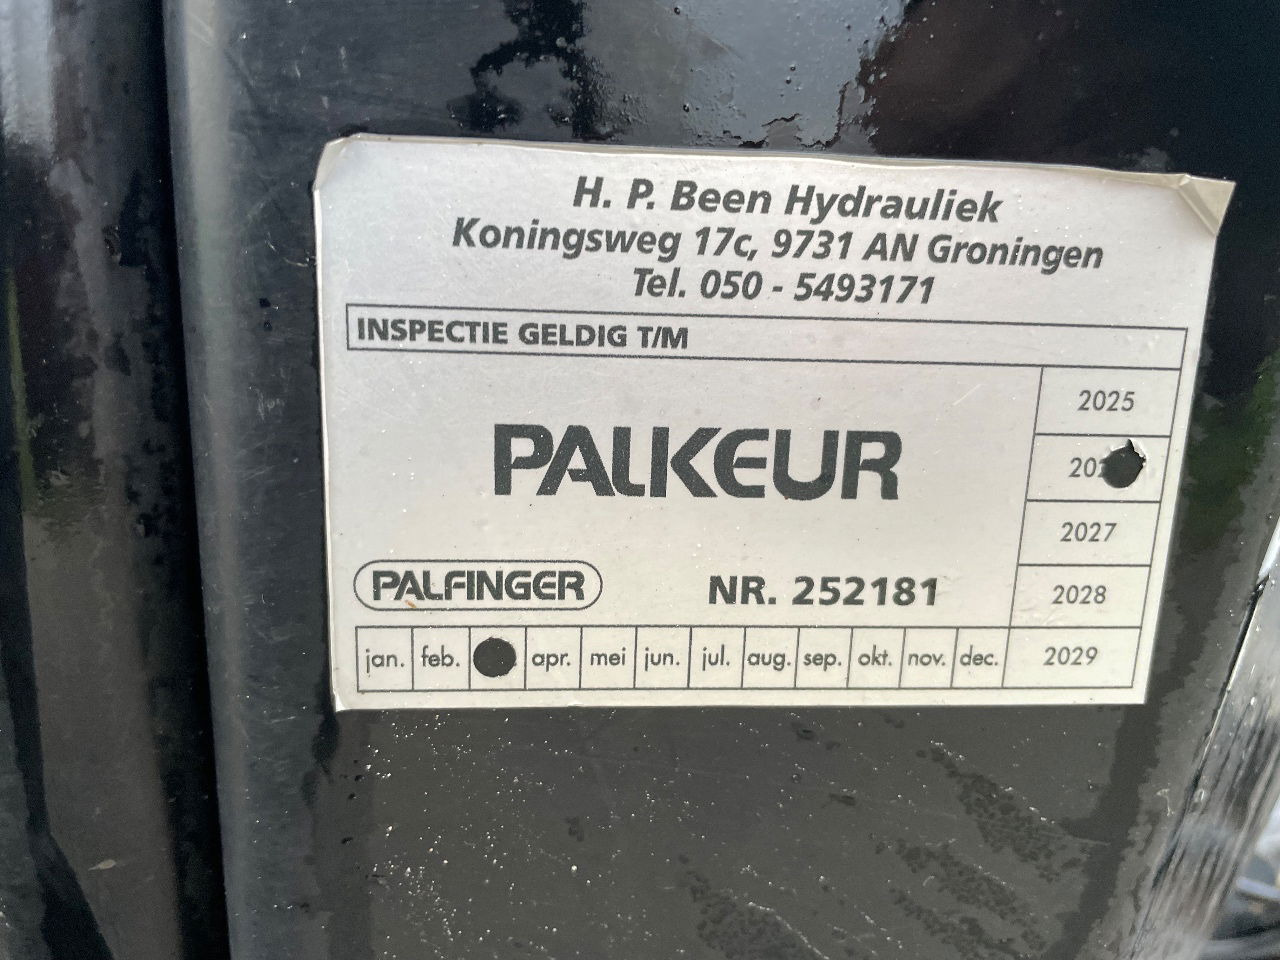 H. P. Been Hydrauliek
Koningsweg 17c, 9731 AN Groningen
Tel. 050 - 5493171
INSPECTIE GELDIG T/M
2025
PALKEUR
2027
PALFINGER NR. 252181
2028
jan. feb. apr. mei jun. jul. aug. sep. okt. nov. dec. 2029